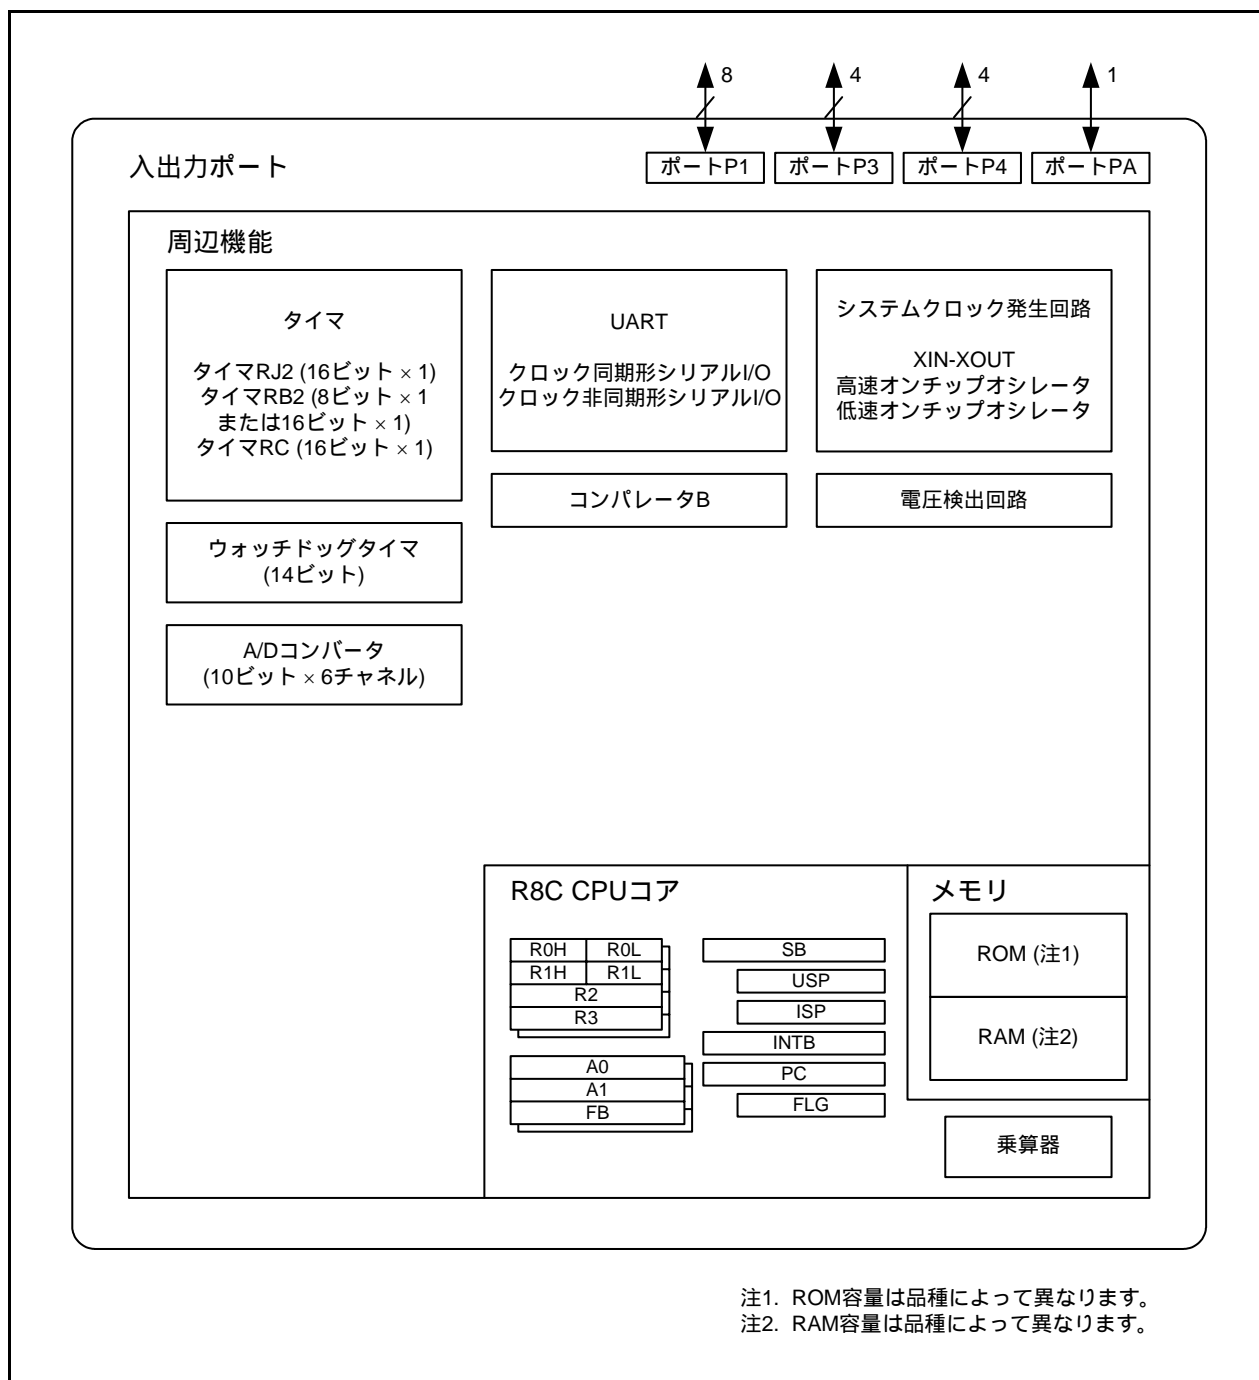 8
4
4
1
入出力ポート
ポートP1
ポートP3
ポートP4
ポートPA
周辺機能
タイマ
タイマRJ2 (16ビット × 1)
タイマRB2 (8ビット × 1
または16ビット × 1)
タイマRC (16ビット × 1)
UART
クロック同期形シリアルI/O
クロック非同期形シリアルI/O
システムクロック発生回路
XIN-XOUT
高速オンチップオシレータ
低速オンチップオシレータ
コンパレータB
電圧検出回路
ウォッチドッグタイマ
(14ビット)
A/Dコンバータ
(10ビット × 6チャネル)
R8C CPUコア
R0H
R0L
R1H
R1L
R2
R3
A0
A1
FB
SB
USP
ISP
INTB
PC
FLG
メモリ
ROM (注1)
RAM (注2)
乗算器
注1. ROM容量は品種によって異なります。
注2. RAM容量は品種によって異なります。